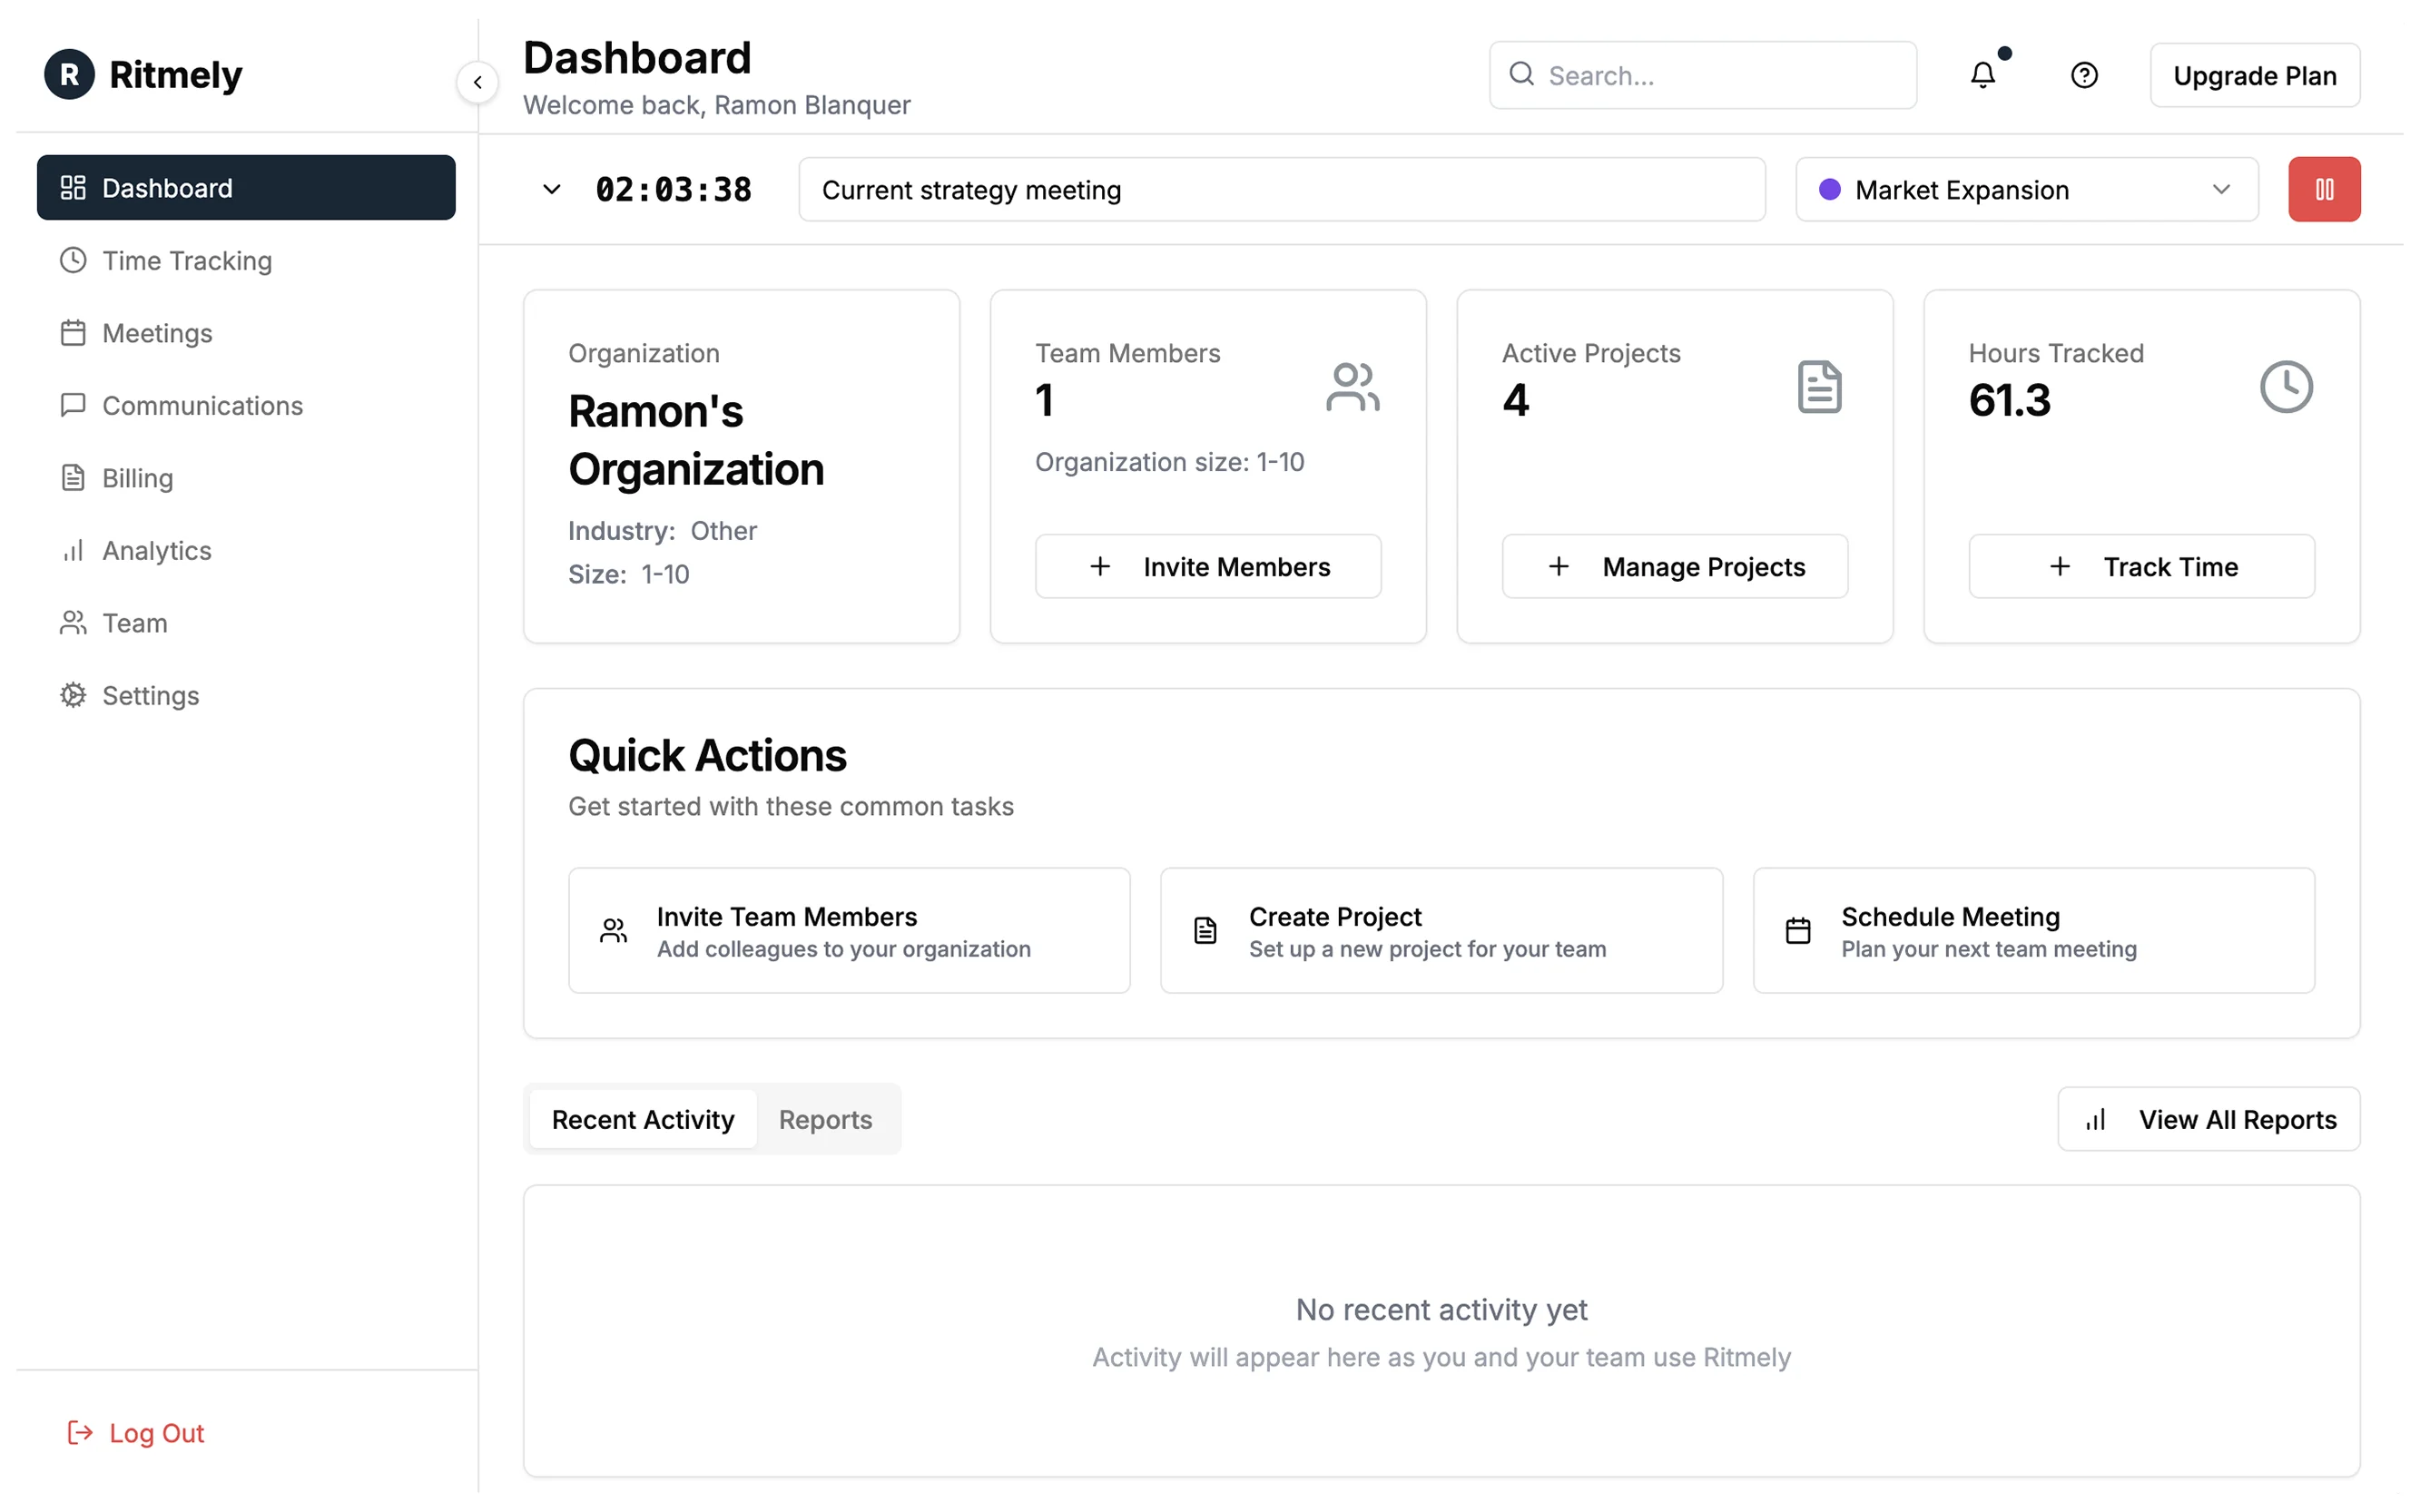 R Ritmely
Dashboard
Time Tracking
Meetings
Communications
Billing
Analytics
Team
Settings
Log Out
Dashboard
Welcome back, Ramon Blanquer
Search...
Upgrade Plan
02:03:38
Current strategy meeting
Market Expansion
Organization
Ramon's
Organization
Industry: Other
Size: 1-10
Team Members
1
Organization size: 1-10
Invite Members
Active Projects
4
Manage Projects
Hours Tracked
61.3
Track Time
Quick Actions
Get started with these common tasks
Invite Team Members
Add colleagues to your organization
Create Project
Set up a new project for your team
Schedule Meeting
Plan your next team meeting
Recent Activity
Reports
View All Reports
No recent activity yet
Activity will appear here as you and your team use Ritmely